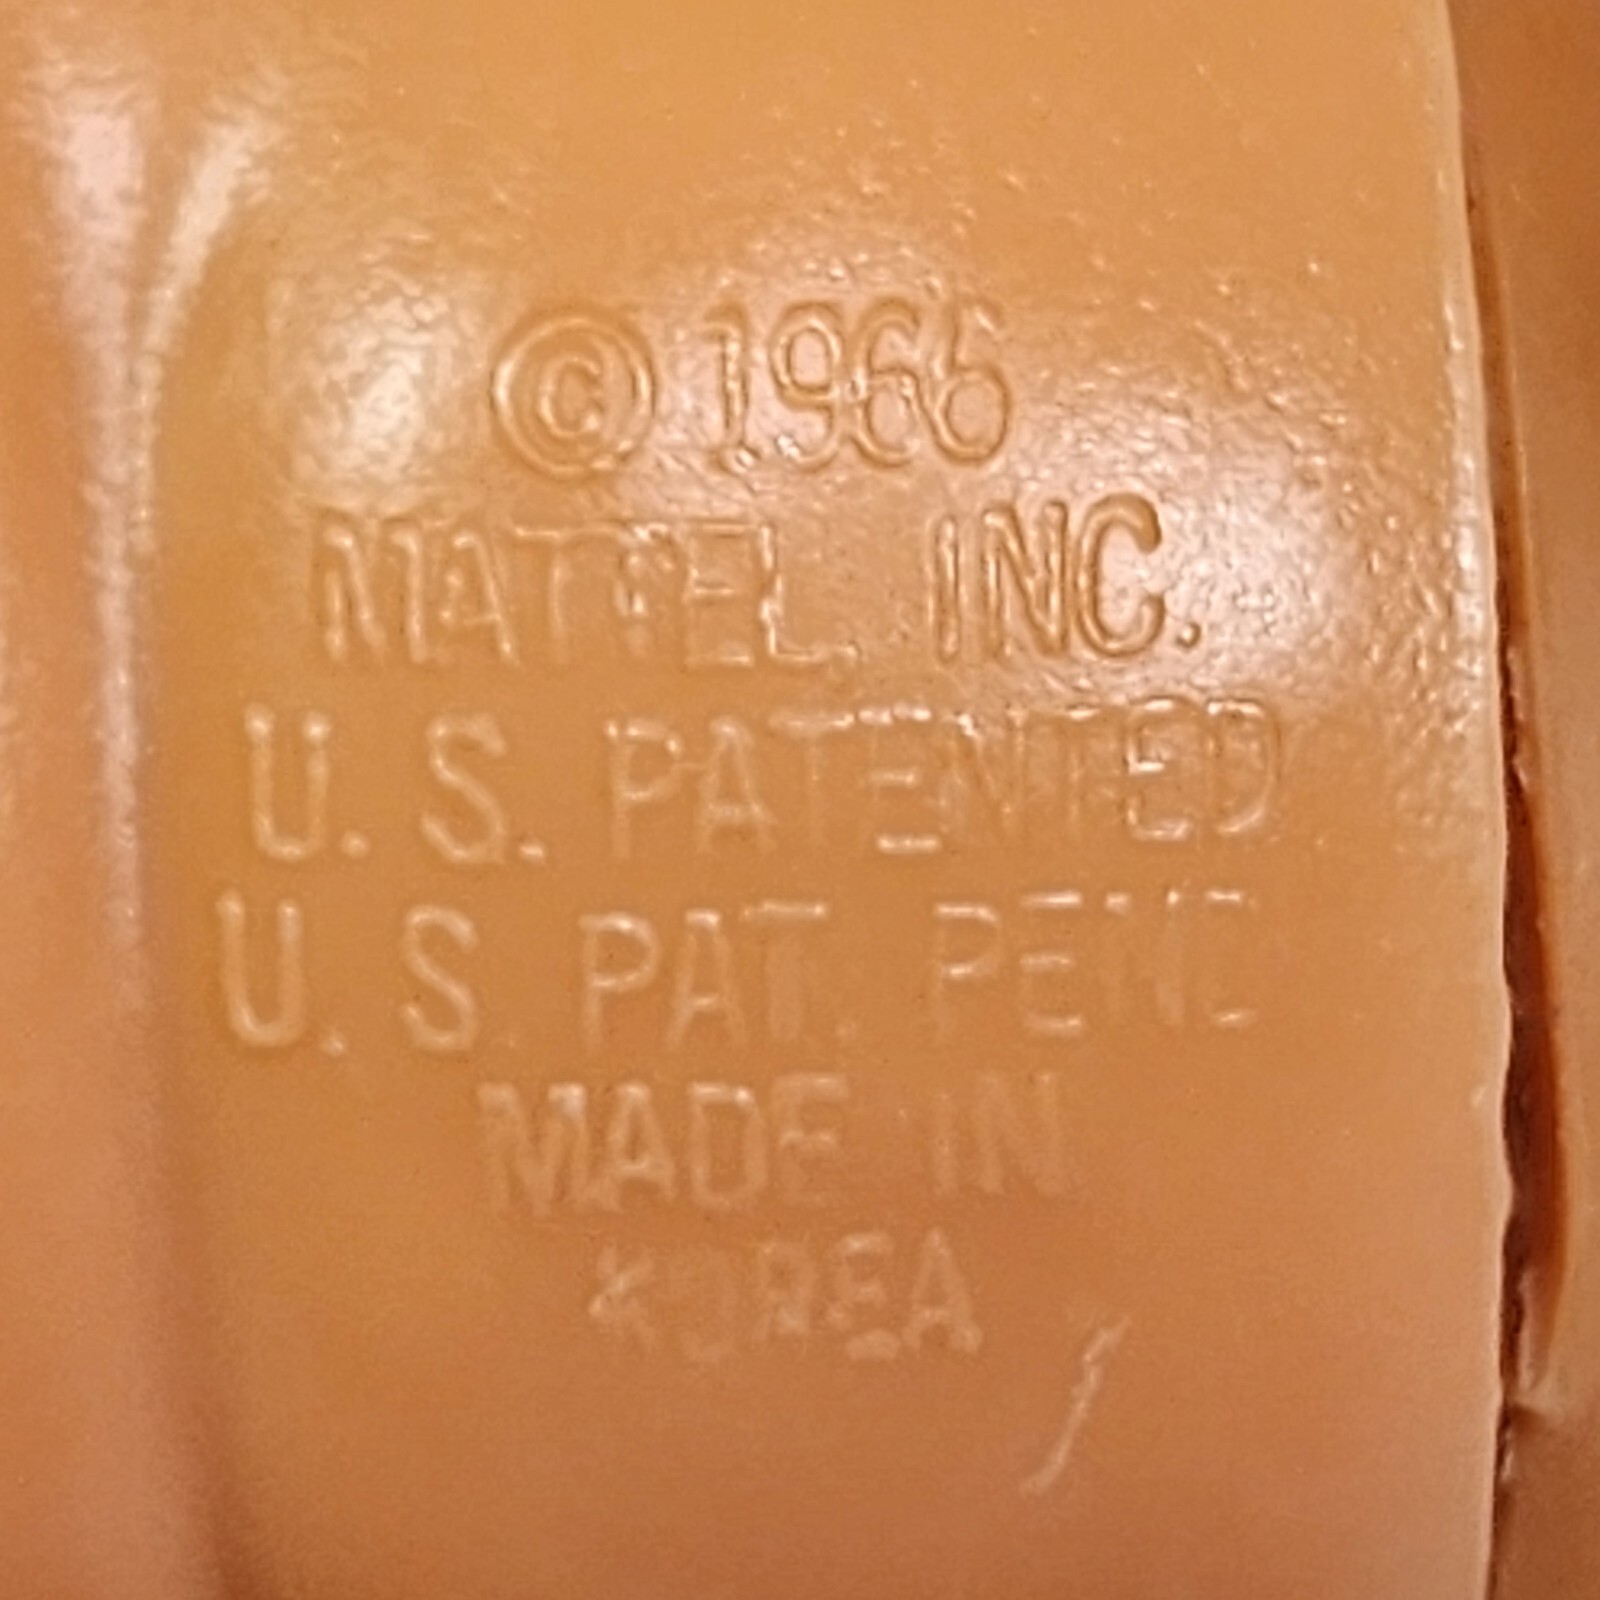 © 1966
MATTEL, INC.
U. S. PATENTED
U. S. PAT. PEND
MADE IN
KOREA